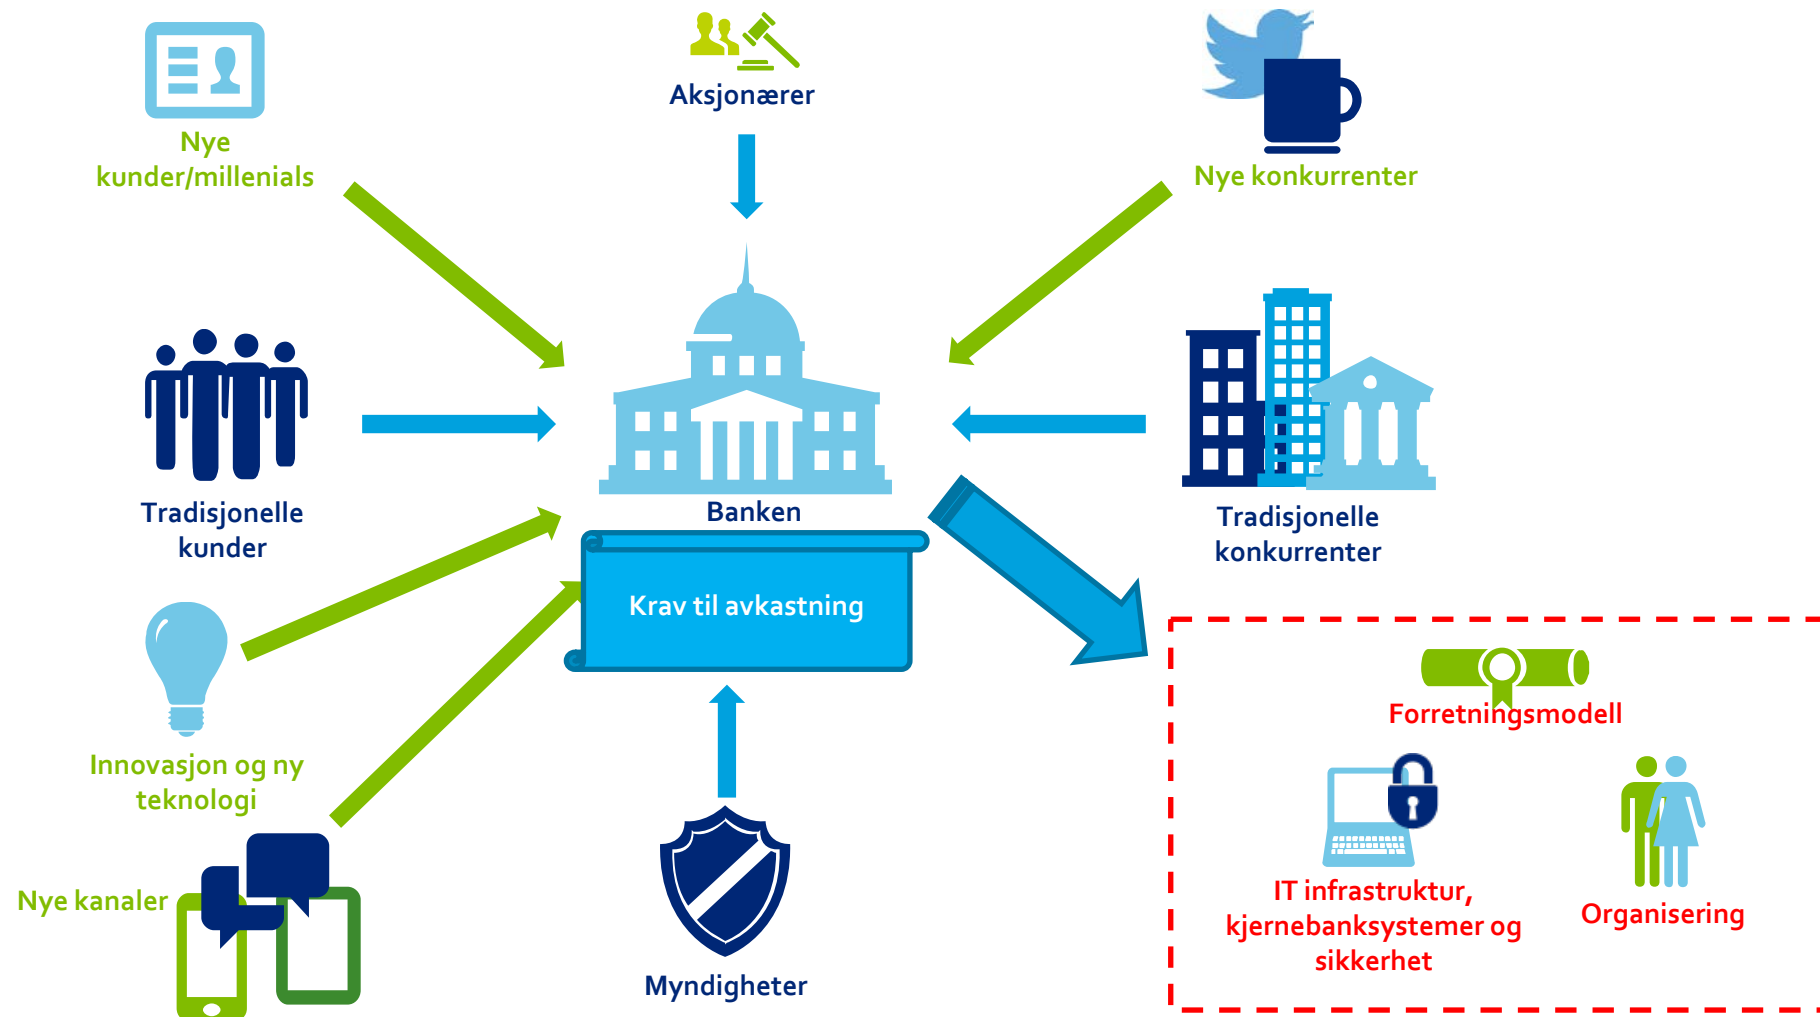 Aksjonærer
Nye
kunder/millenials
Nye konkurrenter
Tradisjonelle
kunder
Banken
Krav til avkastning
Tradisjonelle
konkurrenter
Innovasjon og ny
teknologi
Nye kanaler
Myndigheter
Forretningsmodell
IT infrastruktur,
kjernebanksystemer og
sikkerhet
Organisering